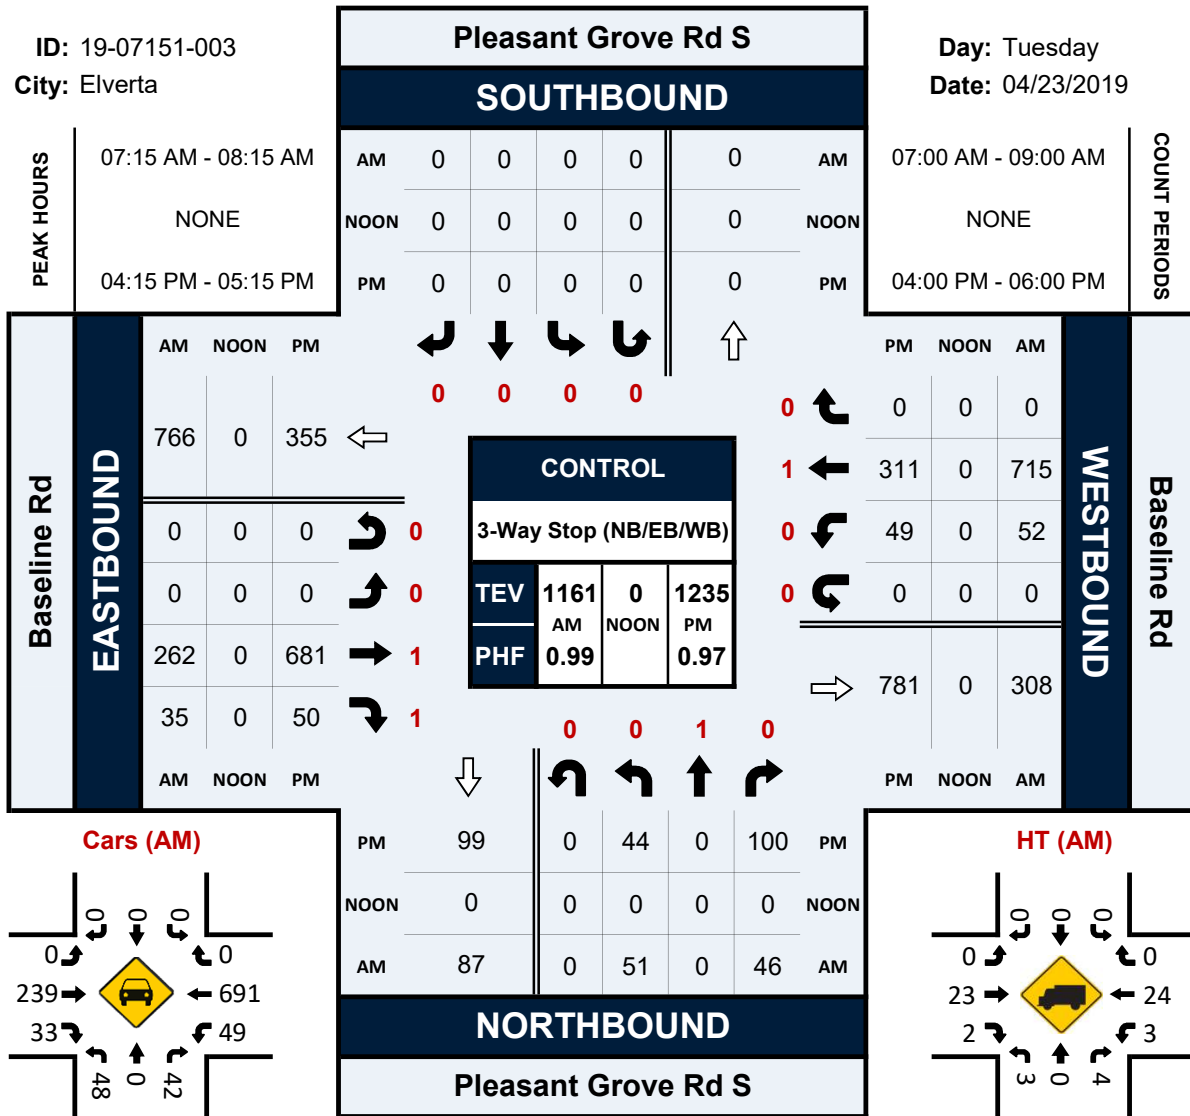 Pleasant Grove Rd S
ID: 19-07151-003
Day: Tuesday
City: Elverta
Date: 04/23/2019
SOUTHBOUND
PEAK HOURS
07:15 AM - 08:15 AM
NONE
04:15 PM - 05:15 PM
AM 0 0 0 0 0 AM
NOON 0 0 0 0 0 NOON
PM 0 0 0 0 0 PM
07:00 AM - 09:00 AM
NONE
04:00 PM - 06:00 PM
COUNT PERIODS
0 0 0 0
Baseline Rd
EASTBOUND
AM NOON PM
766 0 355
0 0 0 0
0 0 0 0
262 0 681 1
35 0 50 1
AM NOON PM
CONTROL
3-Way Stop (NB/EB/WB)
TEV 1161 0 1235
AM NOON PM
PHF 0.99 0.97
PM NOON AM
0 0 0 0
1 311 0 715
0 49 0 52
0 0 0 0
781 0 308
PM NOON AM
WESTBOUND
Baseline Rd
0 0 1 0
PM 99 0 44 0 100 PM
NOON 0 0 0 0 0 NOON
AM 87 0 51 0 46 AM
NORTHBOUND
Pleasant Grove Rd S
Cars (AM)
0 0 0
0 0
239 691
33 49
48 0 42
HT (AM)
0 0 0
0 0
23 24
2 3
3 0 4